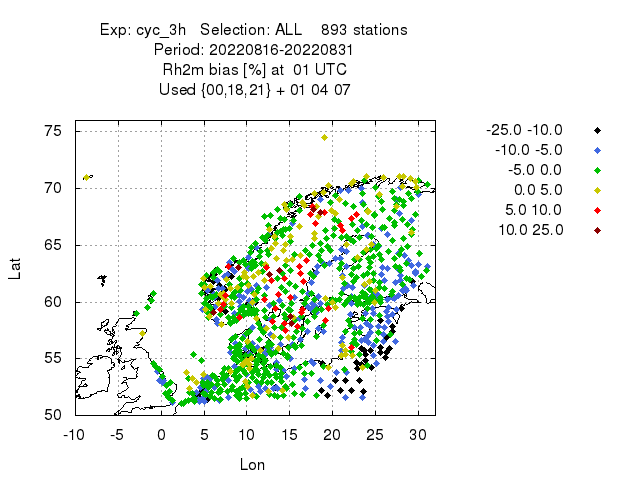 Exp: cyc_3h   Selection: ALL    893 stations
Period: 20220816-20220831
Rh2m bias [%] at  01 UTC
Used {00,18,21} + 01 04 07
75
70
65
60
55
50
Lat
-10 -5 0 5 10 15 20 25 30
Lon
-25.0 -10.0
-10.0 -5.0
-5.0 0.0
0.0 5.0
5.0 10.0
10.0 25.0